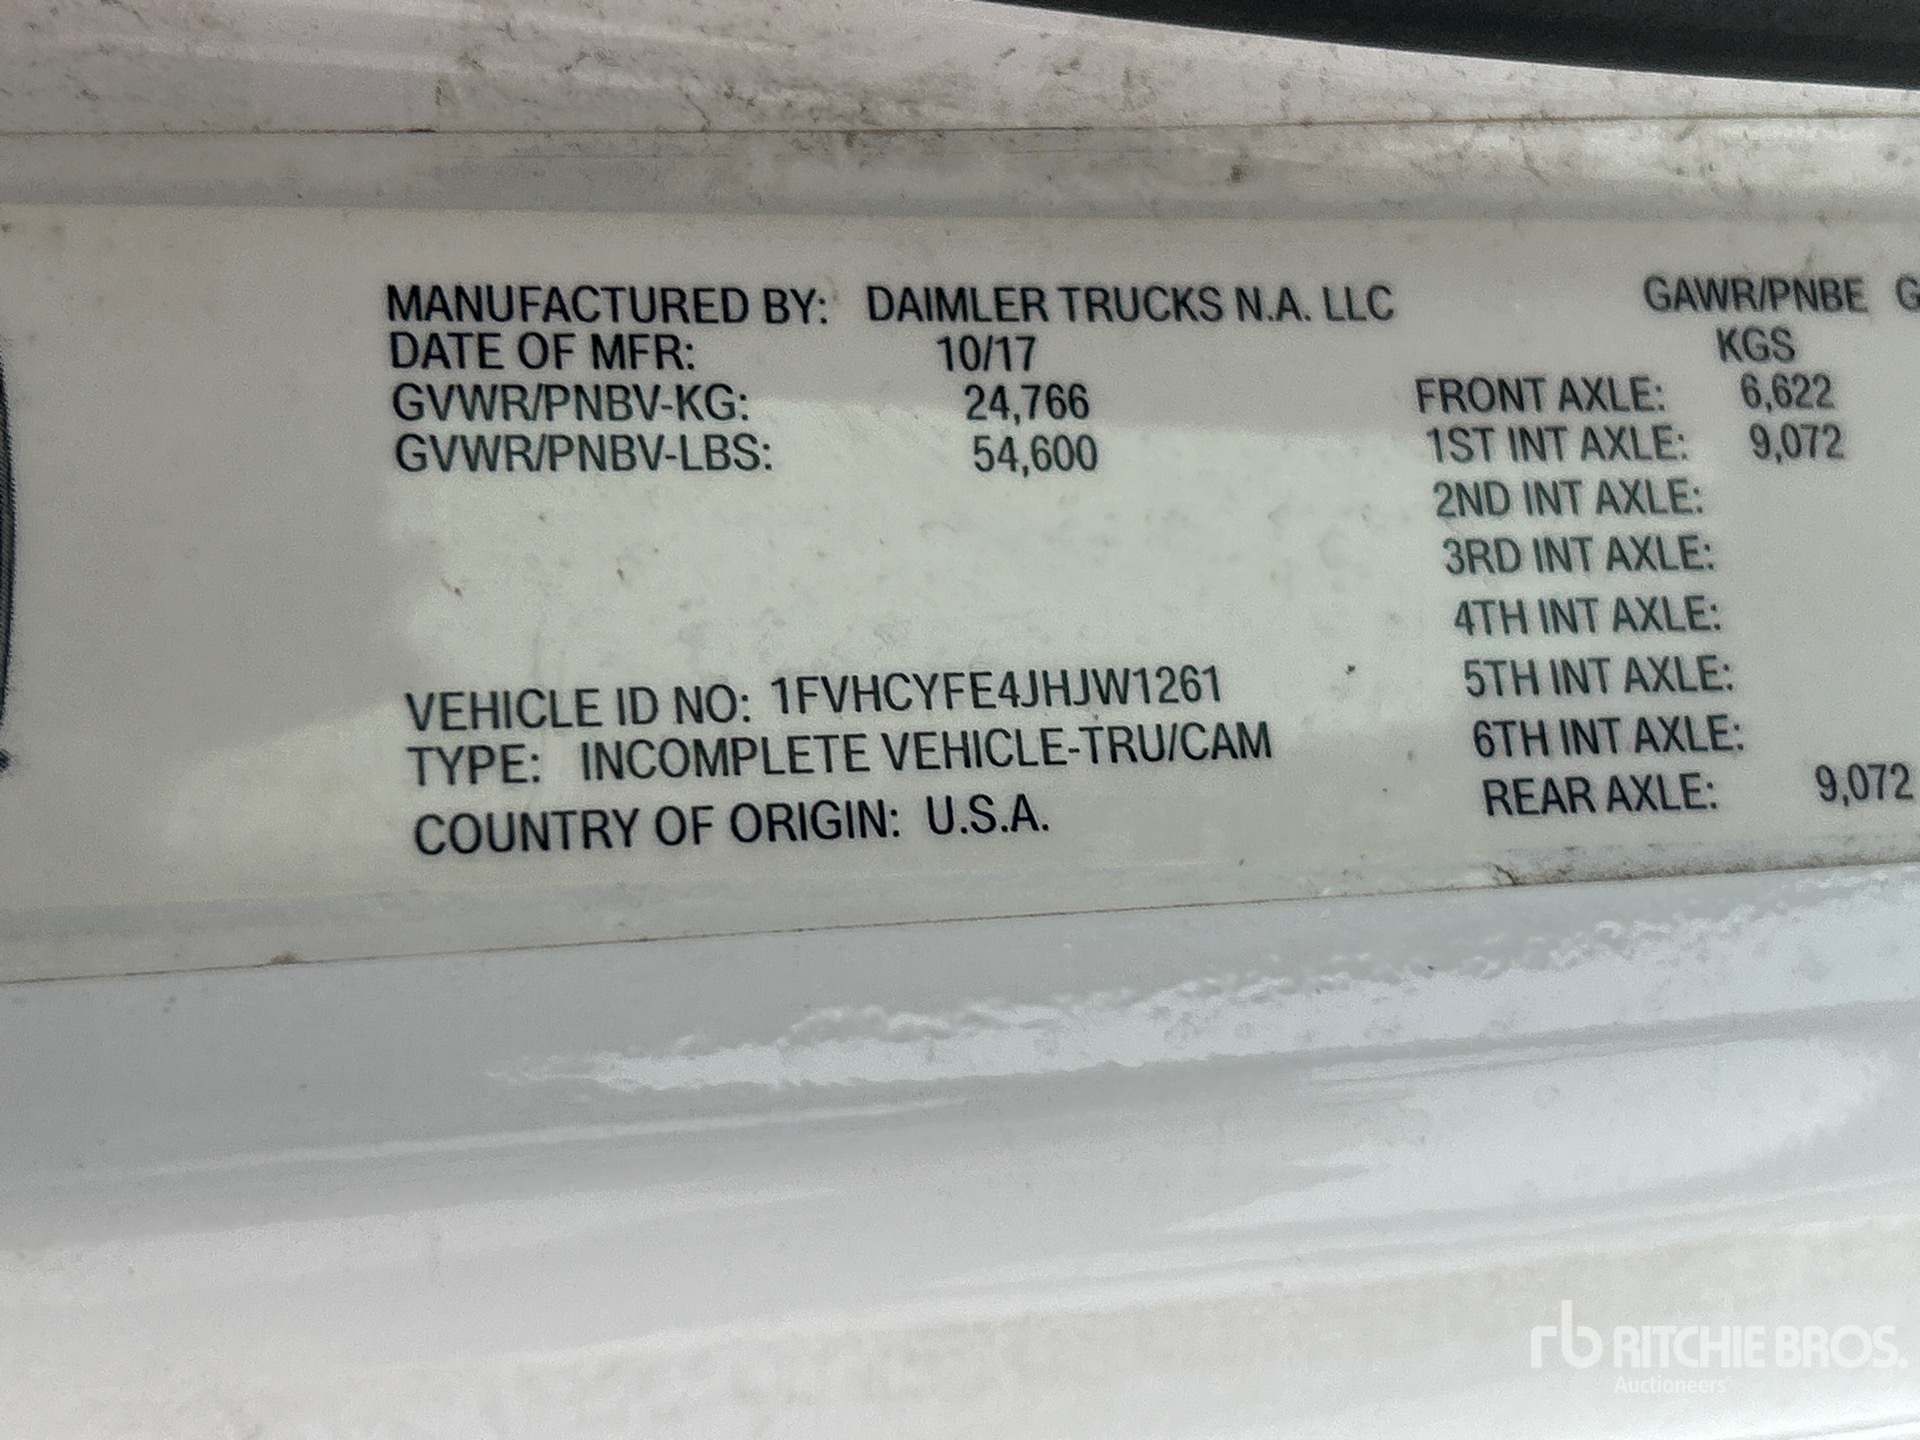 MANUFACTURED BY: DAIMLER TRUCKS N.A. LLC
DATE OF MFR: 10/17
GVWR/PNBV-KG: 24,766
GVWR/PNBV-LBS: 54,600
VEHICLE ID NO: 1FVHCYFE4JHJW1261
TYPE: INCOMPLETE VEHICLE-TRU/CAM
COUNTRY OF ORIGIN: U.S.A.
GAWR/PNBE G
KGS
FRONT AXLE: 6,622
1ST INT AXLE: 9,072
2ND INT AXLE:
3RD INT AXLE:
4TH INT AXLE:
5TH INT AXLE:
6TH INT AXLE:
REAR AXLE: 9,072
rb RITCHIE BROS.
Auctioneers